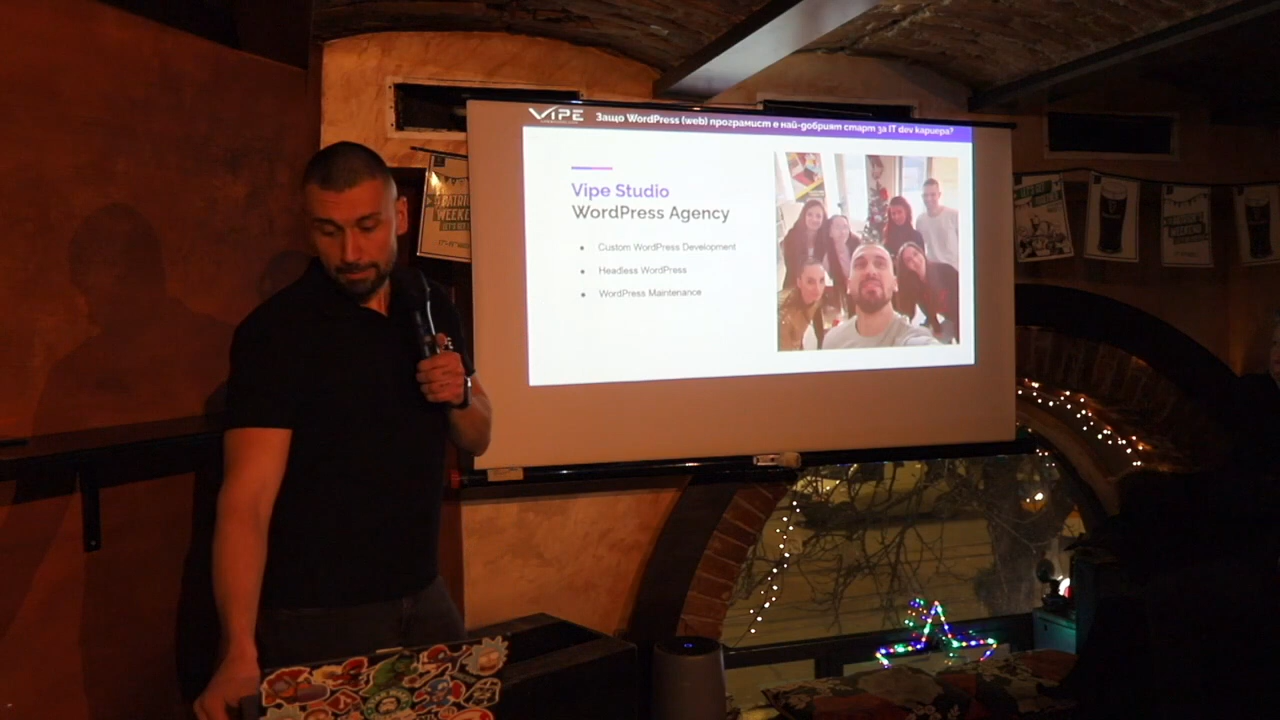 VIPE
Защо WordPress (web) програмист е най-добрият старт за IT dev кариера?
Vipe Studio
WordPress Agency
Custom WordPress Development
Headless WordPress
WordPress Maintenance